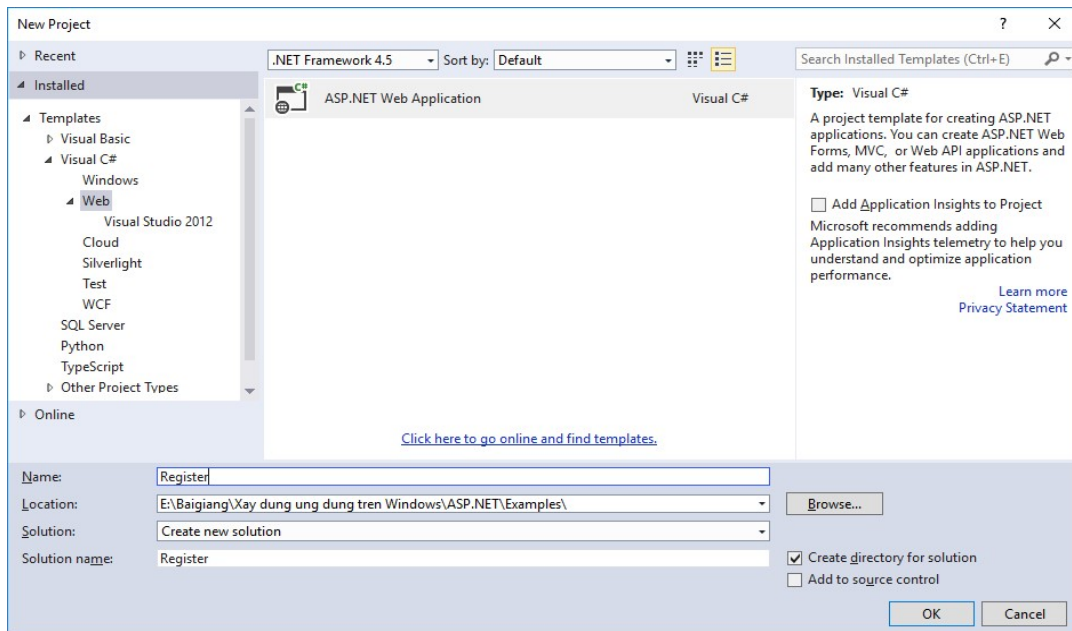 New Project
?
Recent
.NET Framework 4.5
Sort by: Default
Search Installed Templates (Ctrl+E)
Installed
Templates
Visual Basic
Visual C#
Windows
Web
Visual Studio 2012
Cloud
Silverlight
Test
WCF
SQL Server
Python
TypeScript
Other Project Types
Online
C#
ASP.NET Web Application
Visual C#
Click here to go online and find templates.
Type: Visual C#
A project template for creating ASP.NET
applications. You can create ASP.NET Web
Forms, MVC, or Web API applications and
add many other features in ASP.NET.
Add Application Insights to Project
Microsoft recommends adding
Application Insights telemetry to help you
understand and optimize application
performance.
Learn more
Privacy Statement
Name: Register
Location: E:\Baigiang\Xay dung ung dung tren Windows\ASP.NET\Examples\
Browse...
Solution: Create new solution
Solution name: Register
Create directory for solution
Add to source control
OK
Cancel